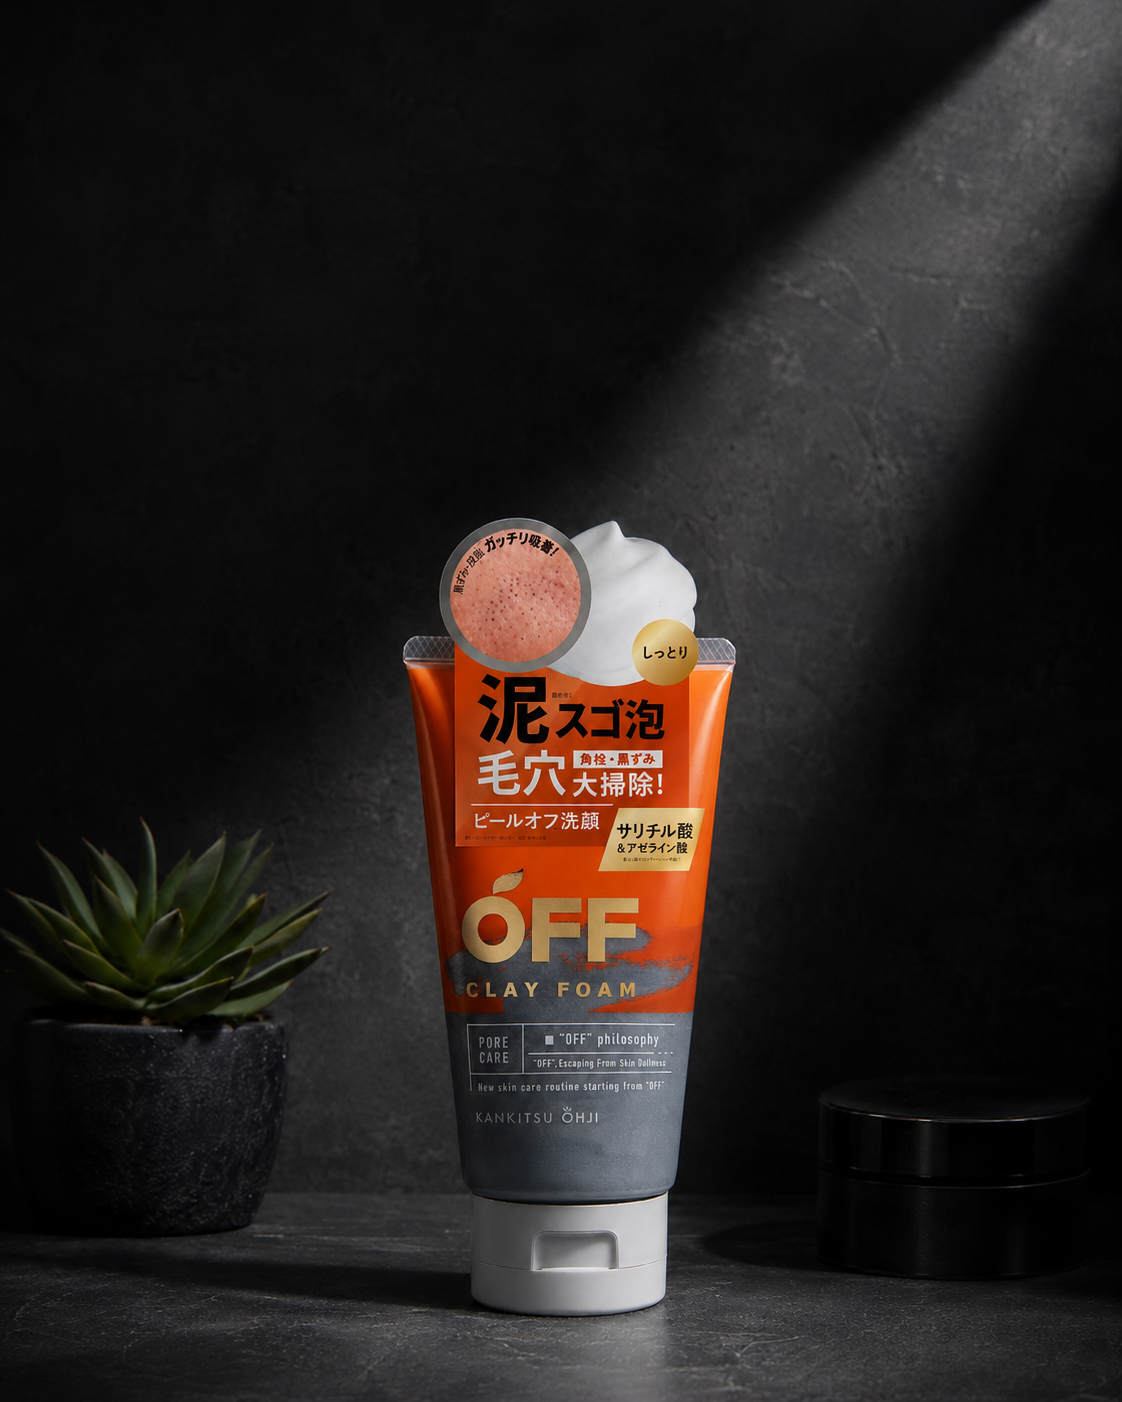 黒ずみ・皮脂 ガッチリ吸着!
しっとり
泥スゴ泡
毛穴 角栓・黒ずみ
大掃除!
ピールオフ洗顔
サリチル酸
&アゼライン酸
OFF
CLAY FOAM
PORE
CARE
"OFF" philosophy
"OFF", Escaping From Skin Dullness
New skin care routine starting from "OFF"
KANKITSU OHJI